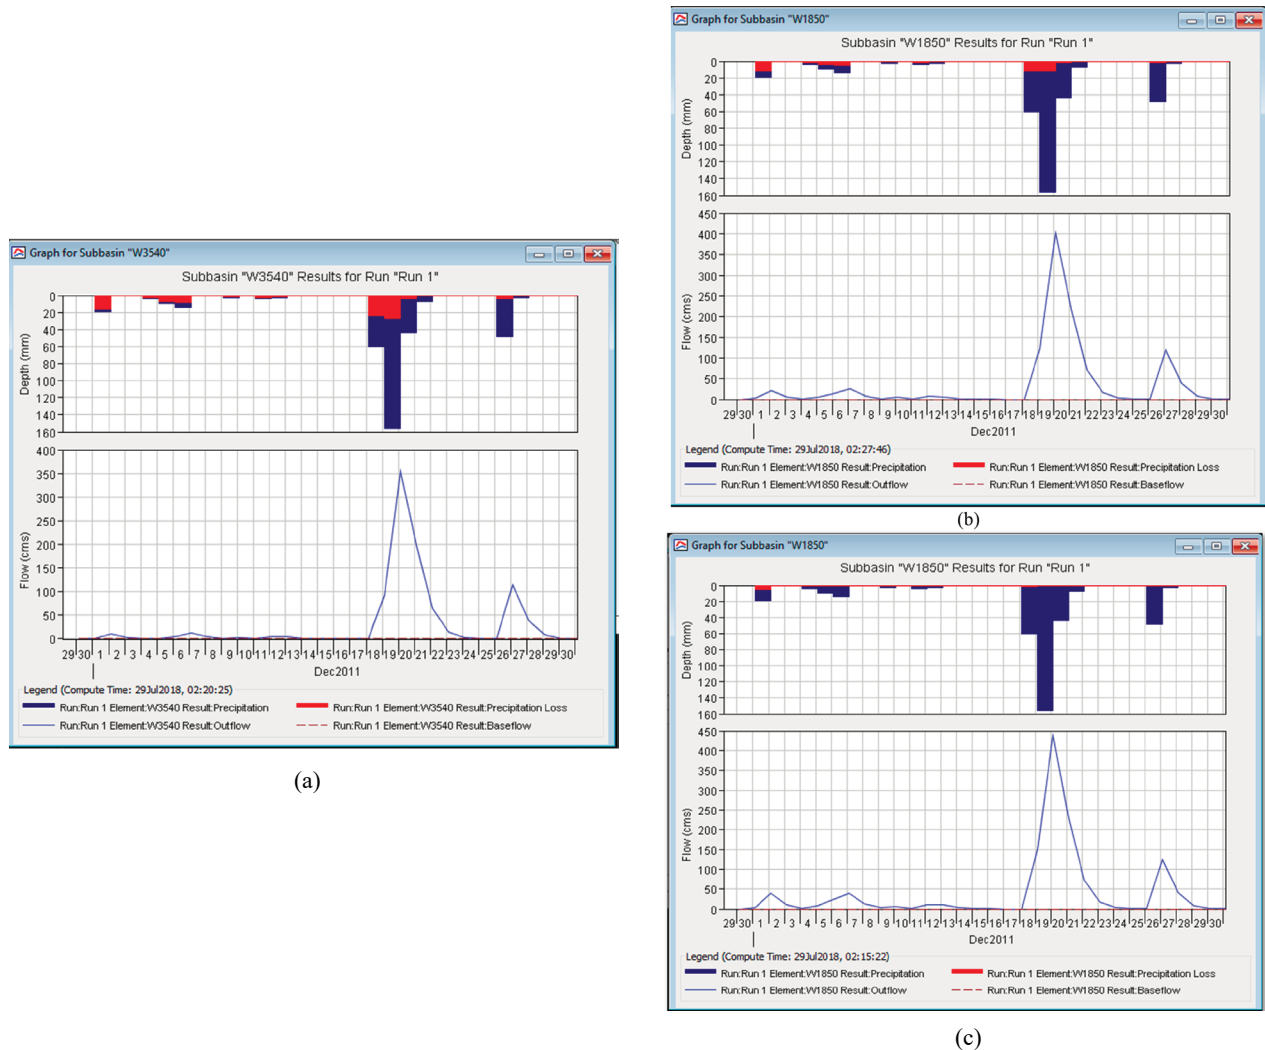 Graph for Subbasin "W3540"
Subbasin "W3540" Results for Run "Run 1"
0
20
40
60
80
100
120
140
160
Depth (mm)
400
350
300
250
200
150
100
50
0
Flow (cms)
29 30 1 2 3 4 5 6 7 8 9 10 11 12 13 14 15 16 17 18 19 20 21 22 23 24 25 26 27 28 29 30
Dec2011
Legend (Compute Time: 29Jul2018, 02:20:25)
Run:Run 1 Element:W3540 Result:Precipitation
Run:Run 1 Element:W3540 Result:Precipitation Loss
Run:Run 1 Element:W3540 Result:Outflow
Run:Run 1 Element:W3540 Result:Baseflow
(a)
Graph for Subbasin "W1850"
Subbasin "W1850" Results for Run "Run 1"
0
20
40
60
80
100
120
140
160
Depth (mm)
450
400
350
300
250
200
150
100
50
0
Flow (cms)
29 30 1 2 3 4 5 6 7 8 9 10 11 12 13 14 15 16 17 18 19 20 21 22 23 24 25 26 27 28 29 30
Dec2011
Legend (Compute Time: 29Jul2018, 02:27:46)
Run:Run 1 Element:W1850 Result:Precipitation
Run:Run 1 Element:W1850 Result:Precipitation Loss
Run:Run 1 Element:W1850 Result:Outflow
Run:Run 1 Element:W1850 Result:Baseflow
(b)
Graph for Subbasin "W1850"
Subbasin "W1850" Results for Run "Run 1"
0
20
40
60
80
100
120
140
160
Depth (mm)
450
400
350
300
250
200
150
100
50
0
Flow (cms)
29 30 1 2 3 4 5 6 7 8 9 10 11 12 13 14 15 16 17 18 19 20 21 22 23 24 25 26 27 28 29 30
Dec2011
Legend (Compute Time: 29Jul2018, 02:15:22)
Run:Run 1 Element:W1850 Result:Precipitation
Run:Run 1 Element:W1850 Result:Precipitation Loss
Run:Run 1 Element:W1850 Result:Outflow
Run:Run 1 Element:W1850 Result:Baseflow
(c)